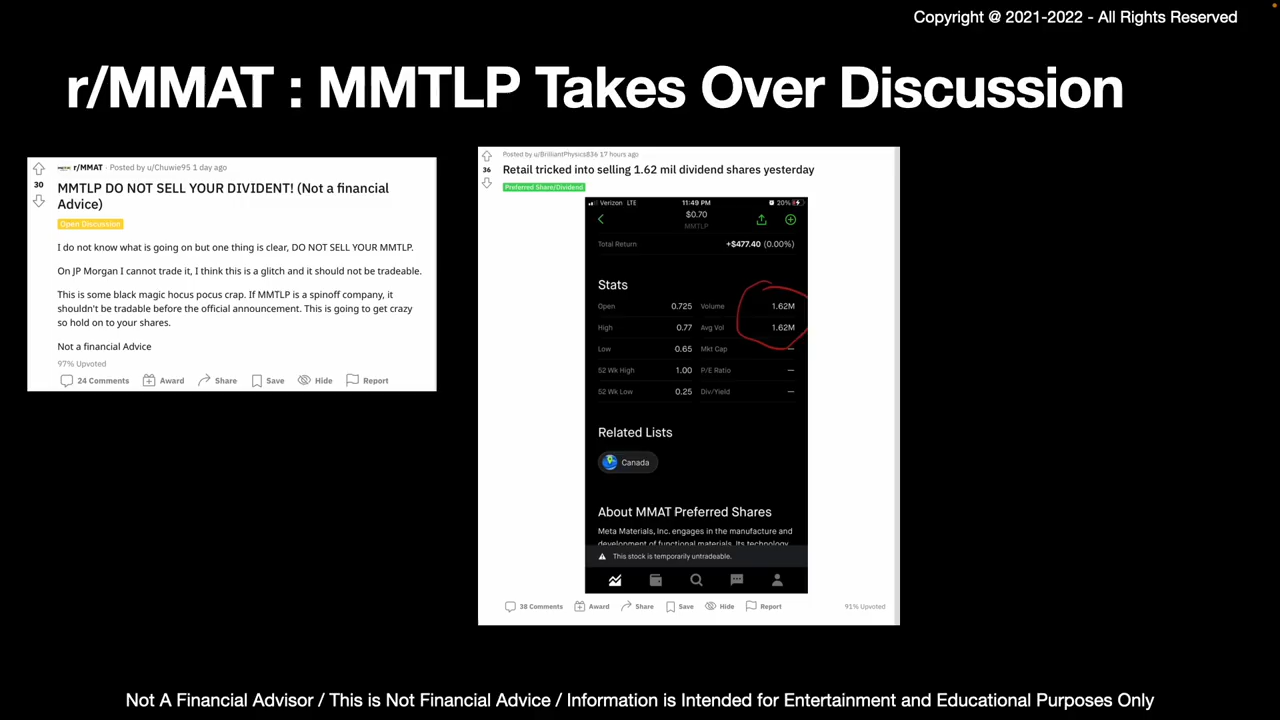 Copyright @ 2021-2022 - All Rights Reserved
r/MMAT : MMTLP Takes Over Discussion
r/MMAT · Posted by u/Chuwie95 1 day ago
30
MMTLP DO NOT SELL YOUR DIVIDENT! (Not a financial
Advice)
Open Discussion
I do not know what is going on but one thing is clear, DO NOT SELL YOUR MMTLP.
On JP Morgan I cannot trade it, I think this is a glitch and it should not be tradeable.
This is some black magic hocus pocus crap. If MMTLP is a spinoff company, it
shouldn't be tradable before the official announcement. This is going to get crazy
so hold on to your shares.
Not a financial Advice
97% Upvoted
24 Comments Award Share Save Hide Report
Posted by u/BrilliantPhysics836 17 hours ago
36
Retail tricked into selling 1.62 mil dividend shares yesterday
Preferred Share/Dividend
Verizon LTE 11:49 PM 20%
$0.70
MMTLP
Total Return +$477.40 (0.00%)
Stats
Open 0.725 Volume 1.62M
High 0.77 Avg Vol 1.62M
Low 0.65 Mkt Cap —
52 Wk High 1.00 P/E Ratio —
52 Wk Low 0.25 Div/Yield —
Related Lists
Canada
About MMAT Preferred Shares
Meta Materials, Inc. engages in the manufacture and
development of functional materials. Its technology
This stock is temporarily untradeable.
38 Comments Award Share Save Hide Report 91% Upvoted
Not A Financial Advisor / This is Not Financial Advice / Information is Intended for Entertainment and Educational Purposes Only